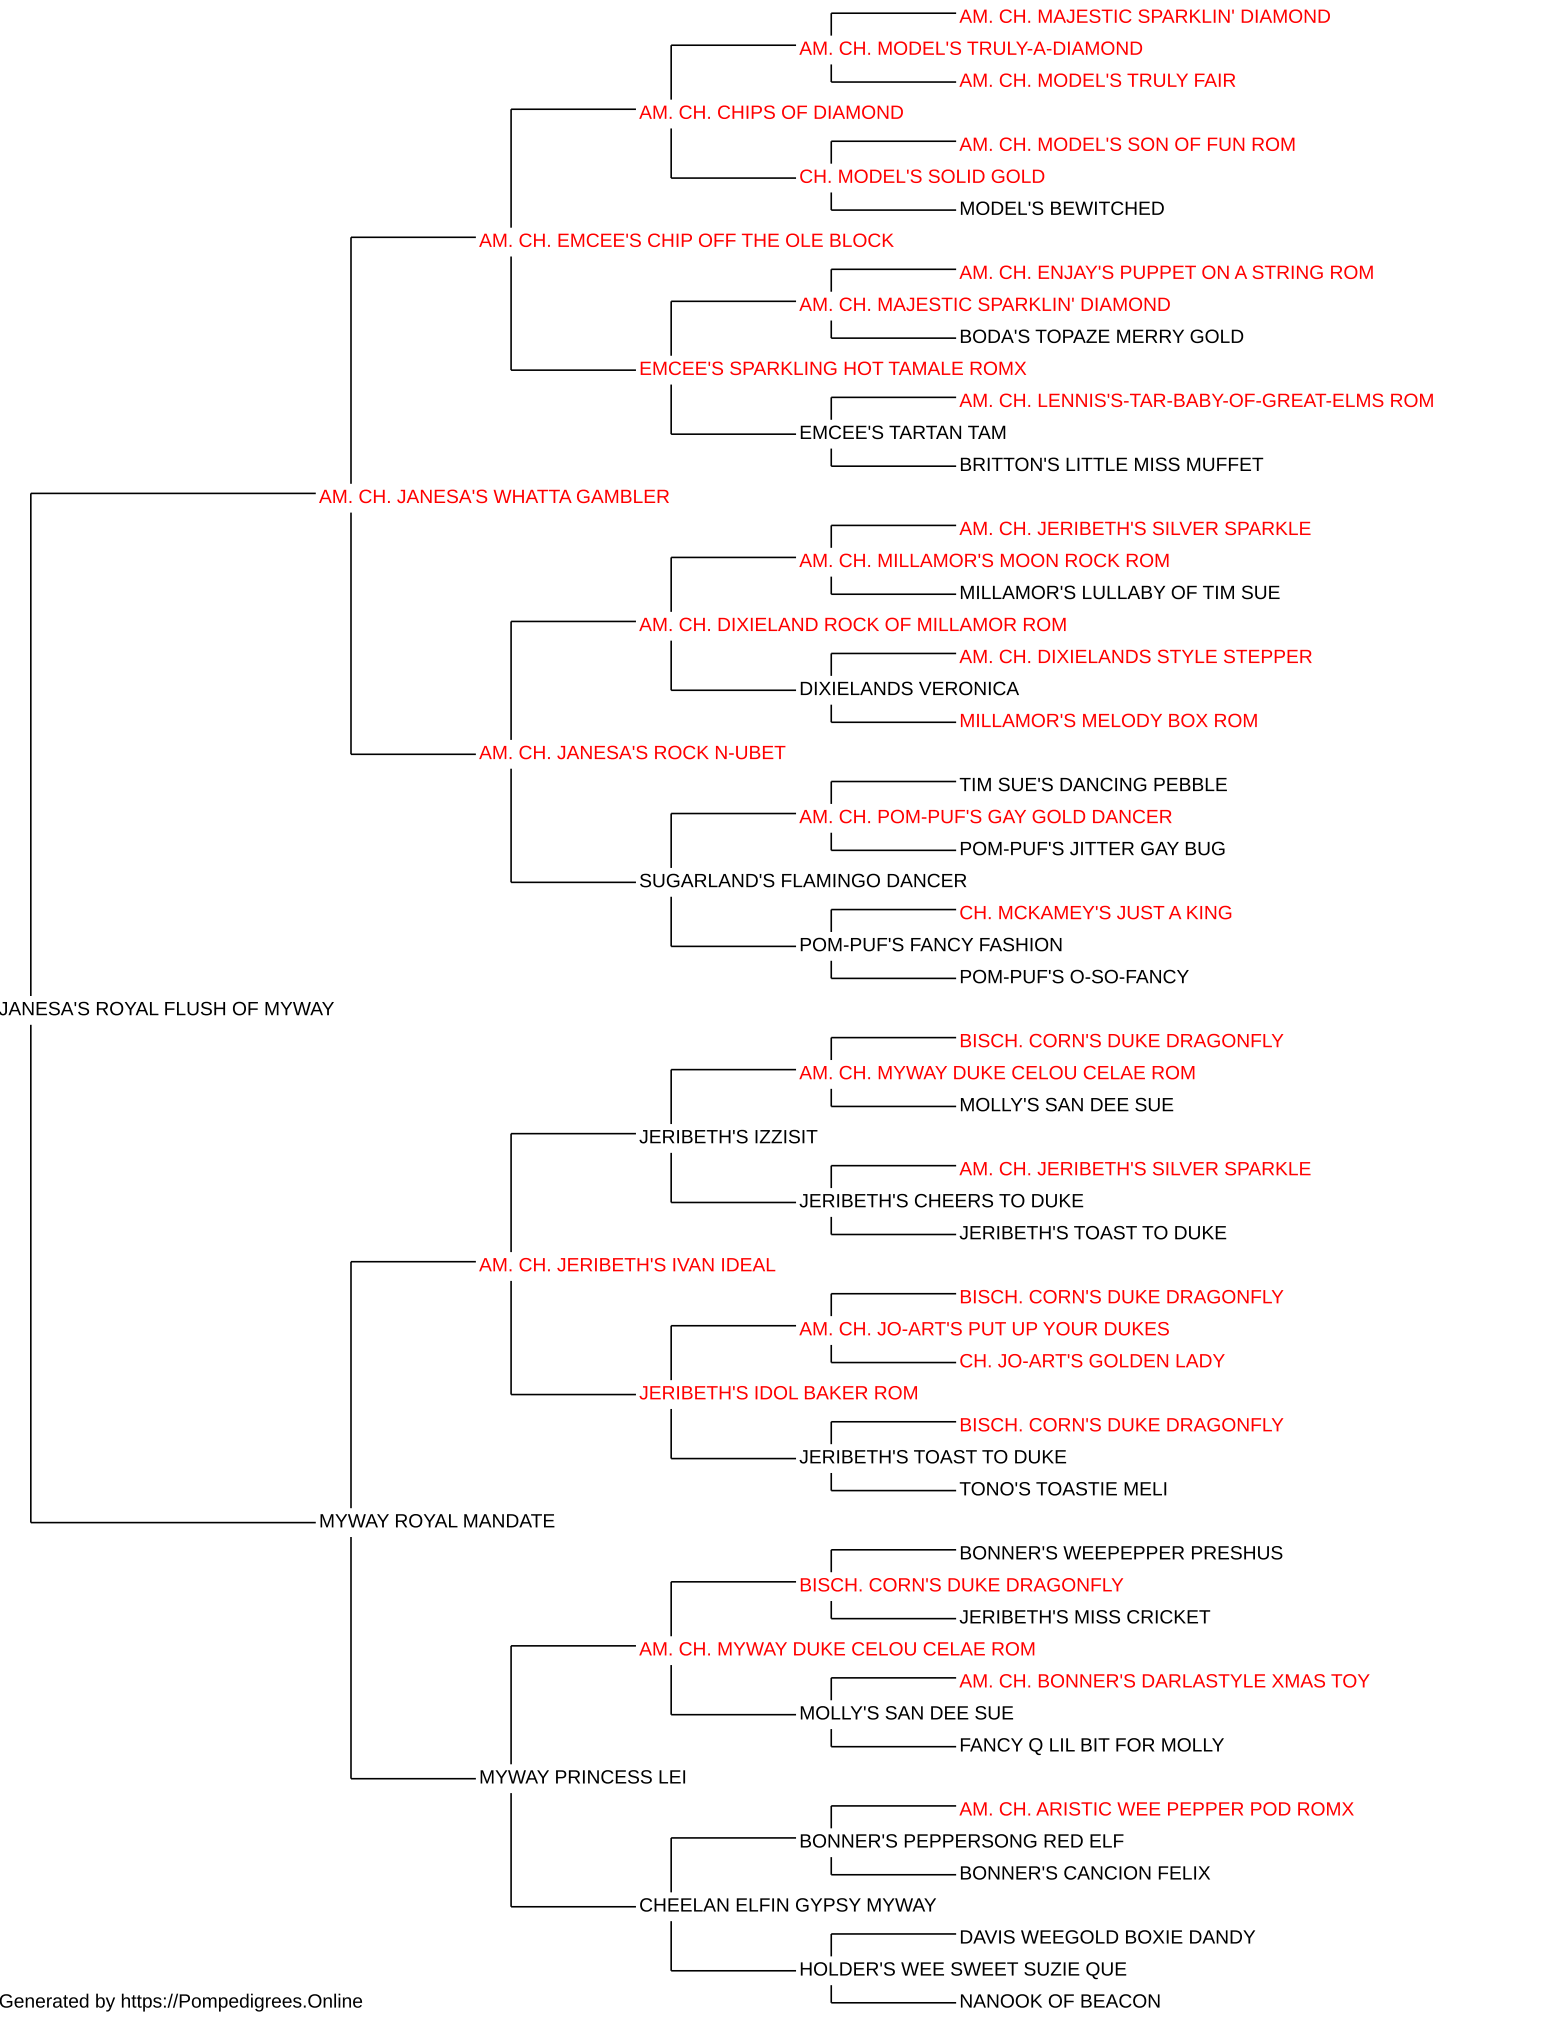 AM. CH. MAJESTIC SPARKLIN' DIAMOND
AM. CH. MODEL'S TRULY-A-DIAMOND
AM. CH. MODEL'S TRULY FAIR
AM. CH. CHIPS OF DIAMOND
AM. CH. MODEL'S SON OF FUN ROM
CH. MODEL'S SOLID GOLD
MODEL'S BEWITCHED
AM. CH. EMCEE'S CHIP OFF THE OLE BLOCK
AM. CH. ENJAY'S PUPPET ON A STRING ROM
AM. CH. MAJESTIC SPARKLIN' DIAMOND
BODA'S TOPAZE MERRY GOLD
EMCEE'S SPARKLING HOT TAMALE ROMX
AM. CH. LENNIS'S-TAR-BABY-OF-GREAT-ELMS ROM
EMCEE'S TARTAN TAM
BRITTON'S LITTLE MISS MUFFET
AM. CH. JANESA'S WHATTA GAMBLER
AM. CH. JERIBETH'S SILVER SPARKLE
AM. CH. MILLAMOR'S MOON ROCK ROM
MILLAMOR'S LULLABY OF TIM SUE
AM. CH. DIXIELAND ROCK OF MILLAMOR ROM
AM. CH. DIXIELANDS STYLE STEPPER
DIXIELANDS VERONICA
MILLAMOR'S MELODY BOX ROM
AM. CH. JANESA'S ROCK N-UBET
TIM SUE'S DANCING PEBBLE
AM. CH. POM-PUF'S GAY GOLD DANCER
POM-PUF'S JITTER GAY BUG
SUGARLAND'S FLAMINGO DANCER
CH. MCKAMEY'S JUST A KING
POM-PUF'S FANCY FASHION
POM-PUF'S O-SO-FANCY
JANESA'S ROYAL FLUSH OF MYWAY
BISCH. CORN'S DUKE DRAGONFLY
AM. CH. MYWAY DUKE CELOU CELAE ROM
MOLLY'S SAN DEE SUE
JERIBETH'S IZZISIT
AM. CH. JERIBETH'S SILVER SPARKLE
JERIBETH'S CHEERS TO DUKE
JERIBETH'S TOAST TO DUKE
AM. CH. JERIBETH'S IVAN IDEAL
BISCH. CORN'S DUKE DRAGONFLY
AM. CH. JO-ART'S PUT UP YOUR DUKES
CH. JO-ART'S GOLDEN LADY
JERIBETH'S IDOL BAKER ROM
BISCH. CORN'S DUKE DRAGONFLY
JERIBETH'S TOAST TO DUKE
TONO'S TOASTIE MELI
MYWAY ROYAL MANDATE
BONNER'S WEEPEPPER PRESHUS
BISCH. CORN'S DUKE DRAGONFLY
JERIBETH'S MISS CRICKET
AM. CH. MYWAY DUKE CELOU CELAE ROM
AM. CH. BONNER'S DARLASTYLE XMAS TOY
MOLLY'S SAN DEE SUE
FANCY Q LIL BIT FOR MOLLY
MYWAY PRINCESS LEI
AM. CH. ARISTIC WEE PEPPER POD ROMX
BONNER'S PEPPERSONG RED ELF
BONNER'S CANCION FELIX
CHEELAN ELFIN GYPSY MYWAY
DAVIS WEEGOLD BOXIE DANDY
HOLDER'S WEE SWEET SUZIE QUE
NANOOK OF BEACON
Generated by https://Pompedigrees.Online